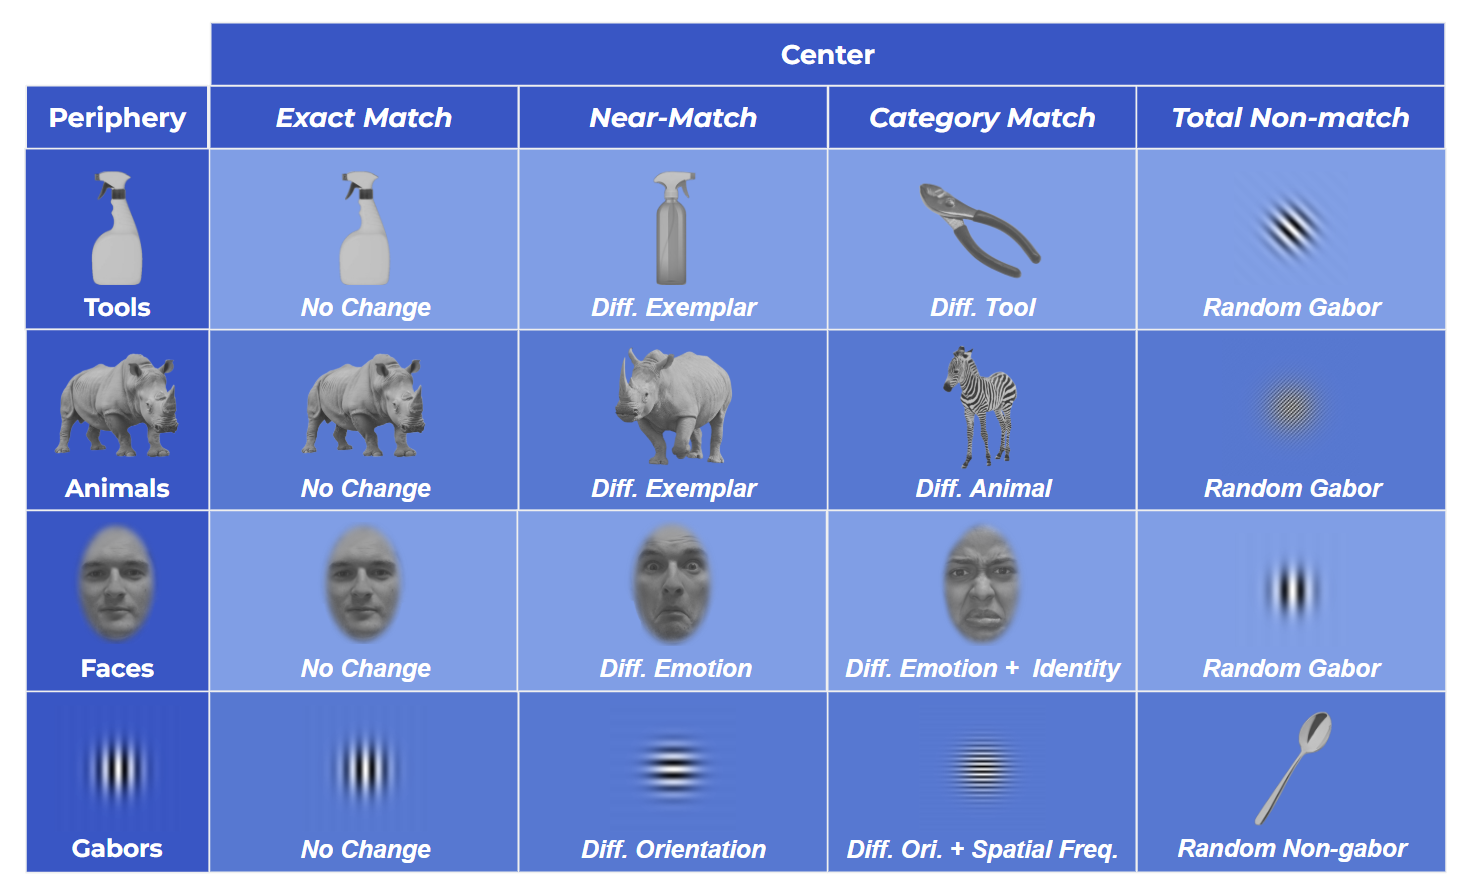 Center
Periphery
Exact Match
Near-Match
Category Match
Total Non-match
Tools
No Change
Diff. Exemplar
Diff. Tool
Random Gabor
Animals
No Change
Diff. Exemplar
Diff. Animal
Random Gabor
Faces
No Change
Diff. Emotion
Diff. Emotion + Identity
Random Gabor
Gabors
No Change
Diff. Orientation
Diff. Ori. + Spatial Freq.
Random Non-gabor